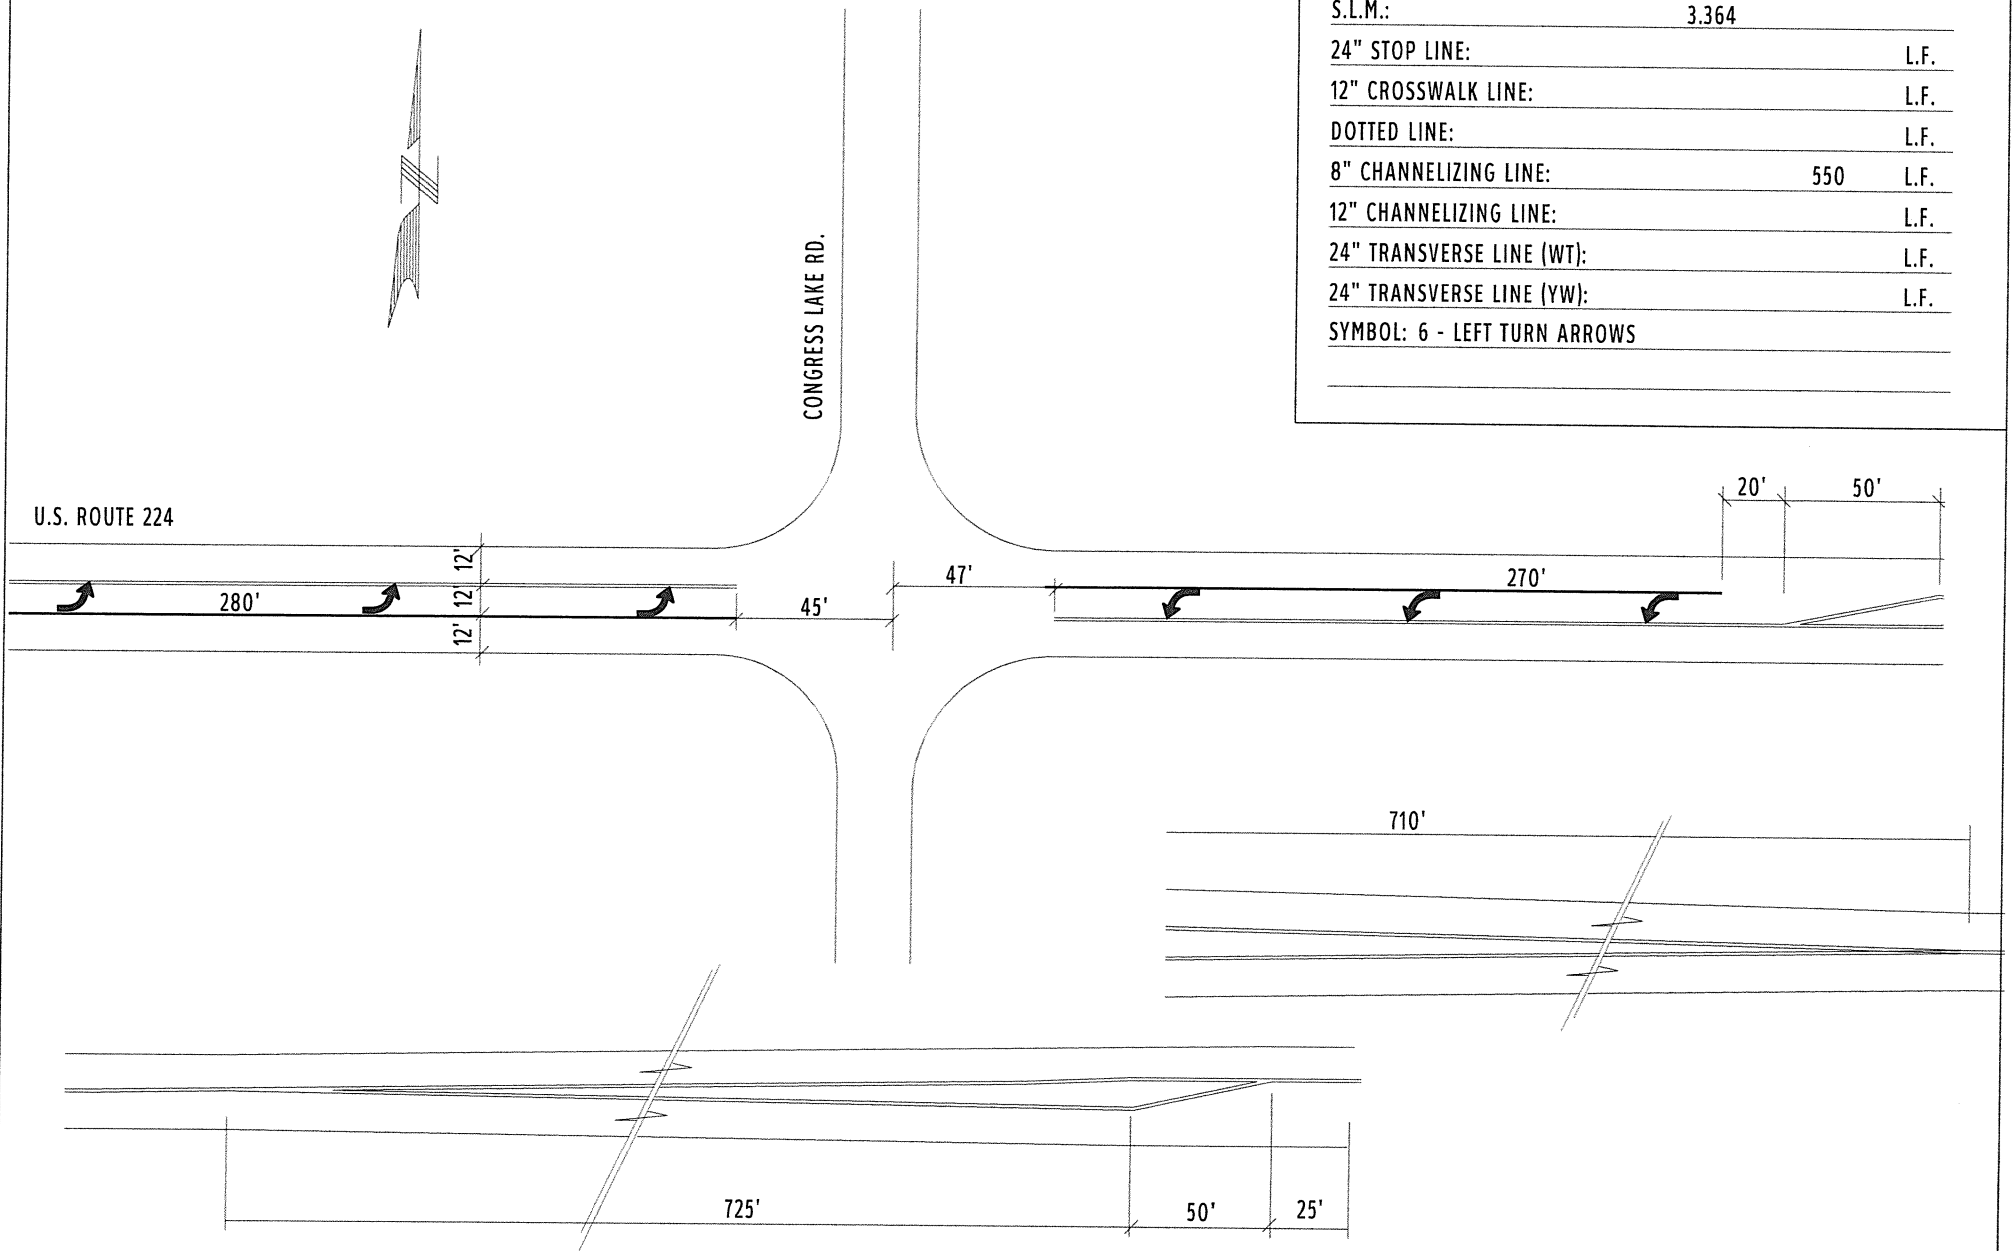 S.L.M.: 3.364
24" STOP LINE: L.F.
12" CROSSWALK LINE: L.F.
DOTTED LINE: L.F.
8" CHANNELIZING LINE: 550 L.F.
12" CHANNELIZING LINE: L.F.
24" TRANSVERSE LINE (WT): L.F.
24" TRANSVERSE LINE (YW): L.F.
SYMBOL: 6 - LEFT TURN ARROWS
CONGRESS LAKE RD.
U.S. ROUTE 224
20' 50'
12'
12'
12'
280'
45'
47'
270'
710'
725'
50'
25'